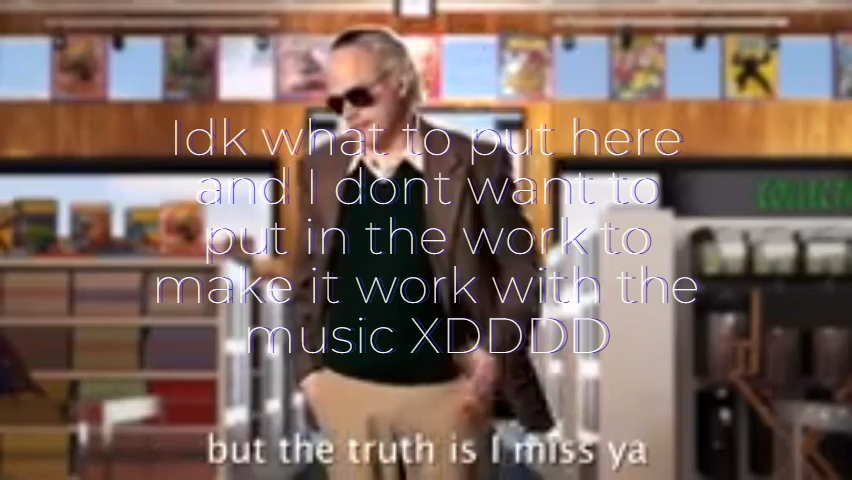 Idk what to put here
and I dont want to
put in the work to
make it work with the
music XDDDD
but the truth is I miss ya